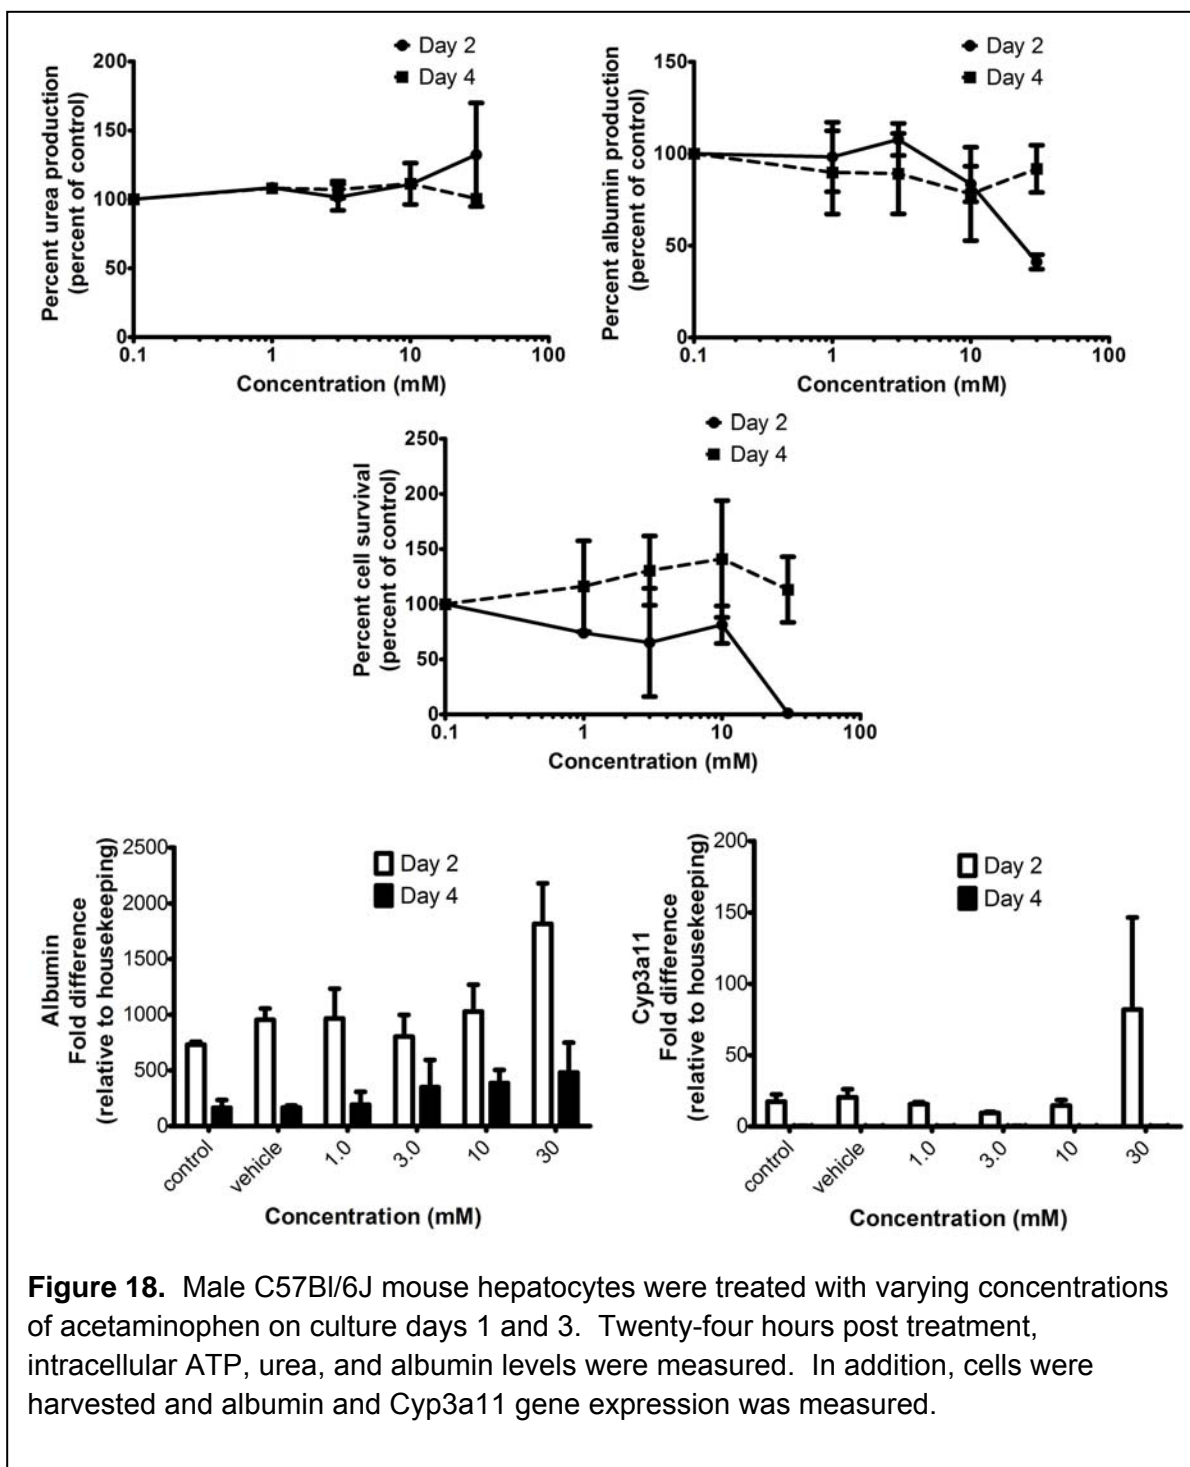 Day 2
Day 4
Percent urea production
(percent of control)
200
150
100
50
0
0.1 1 10 100
Concentration (mM)
Day 2
Day 4
Percent albumin production
(percent of control)
150
100
50
0
0.1 1 10 100
Concentration (mM)
Day 2
Day 4
Percent cell survival
(percent of control)
250
200
150
100
50
0
0.1 1 10 100
Concentration (mM)
Albumin
Fold difference
(relative to housekeeping)
2500
2000
1500
1000
500
0
Day 2
Day 4
control vehicle 1.0 3.0 10 30
Concentration (mM)
Cyp3a11
Fold difference
(relative to housekeeping)
200
150
100
50
0
Day 2
Day 4
control vehicle 1.0 3.0 10 30
Concentration (mM)
Figure 18. Male C57Bl/6J mouse hepatocytes were treated with varying concentrations
of acetaminophen on culture days 1 and 3. Twenty-four hours post treatment,
intracellular ATP, urea, and albumin levels were measured. In addition, cells were
harvested and albumin and Cyp3a11 gene expression was measured.